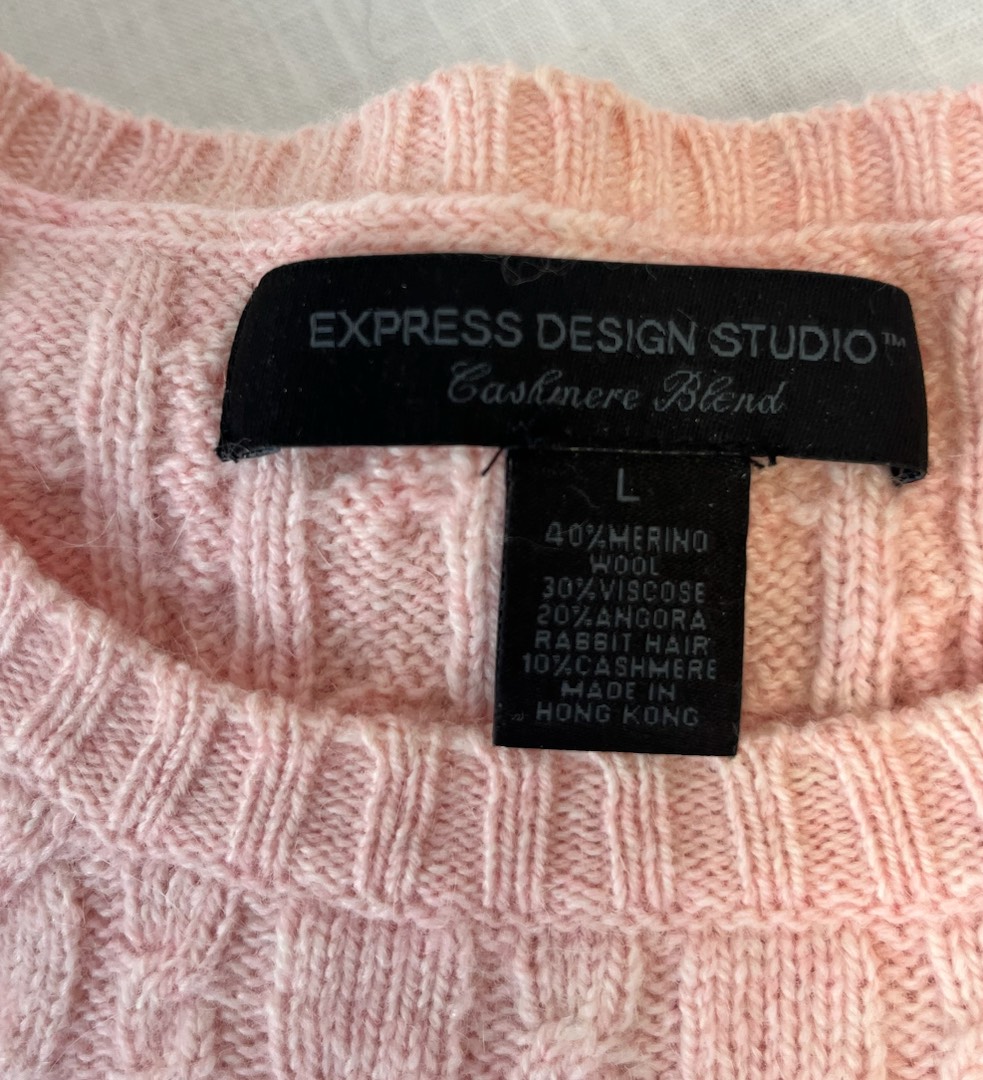 EXPRESS DESIGN STUDIO™
Cashmere Blend
L
40%MERINO
WOOL
30%VISCOSE
20%ANGORA
RABBIT HAIR
10%CASHMERE
MADE IN
HONG KONG